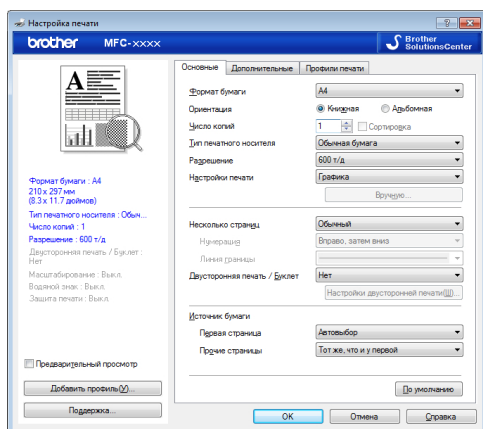 Настройка печати
brother MFC-xxxx Brother SolutionsCenter
Основные Дополнительные Профили печати
A
Формат бумаги : A4
210 x 297 мм
(8.3 x 11.7 дюймов)
Тип печатного носителя : Обыч...
Число копий : 1
Разрешение : 600 т/д
Двусторонняя печать / Буклет :
Нет
Масштабирование : Выкл.
Водяной знак : Выкл.
Защита печати : Выкл.
Предварительный просмотр
Добавить профиль(У)...
Поддержка...
Формат бумаги A4
Ориентация Книжная Альбомная
Число копий 1 Сортировка
Тип печатного носителя Обычная бумага
Разрешение 600 т/д
Настройки печати Графика
Вручную...
Несколько страниц Обычный
Нумерация Вправо, затем вниз
Линия границы
Двусторонняя печать / Буклет Нет
Настройки двусторонней печати(Ш)...
Источник бумаги
Первая страница Автовыбор
Прочие страницы Тот же, что и у первой
По умолчанию
OK Отмена Справка